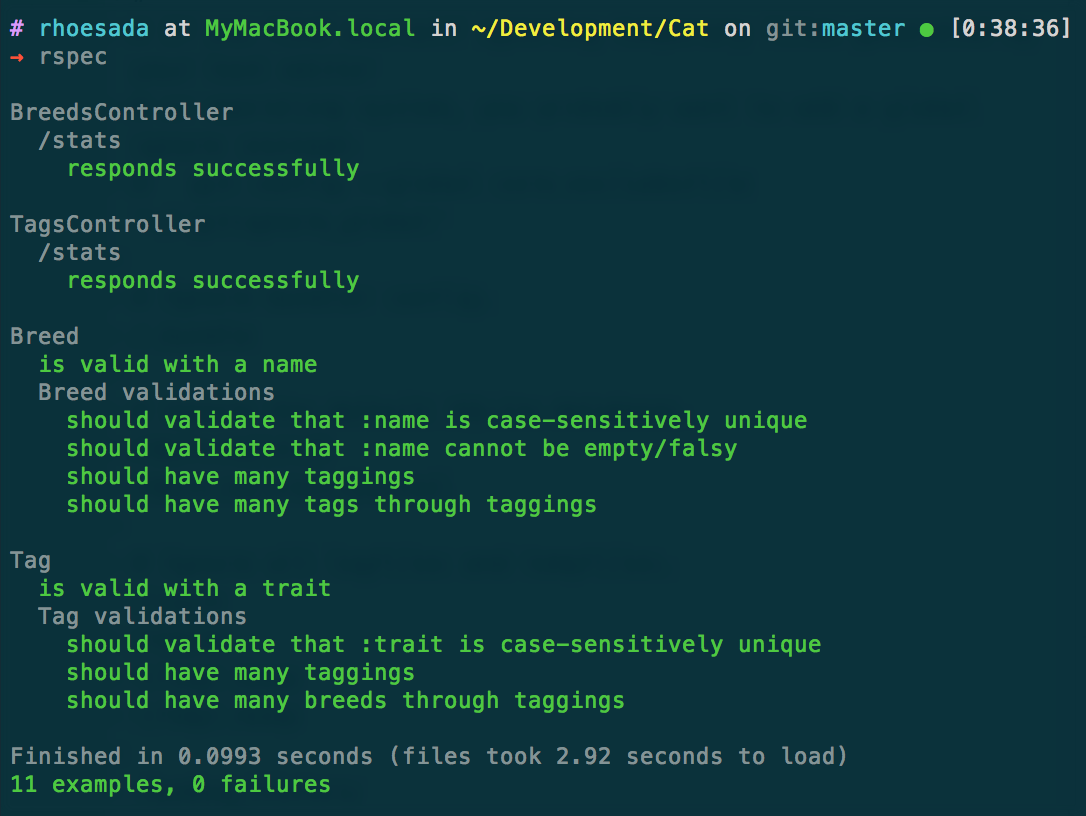 # rhoesada at MyMacBook.local in ~/Development/Cat on git:master ● [0:38:36]
→ rspec

BreedsController
  /stats
    responds successfully

TagsController
  /stats
    responds successfully

Breed
  is valid with a name
  Breed validations
    should validate that :name is case-sensitively unique
    should validate that :name cannot be empty/falsy
    should have many taggings
    should have many tags through taggings

Tag
  is valid with a trait
  Tag validations
    should validate that :trait is case-sensitively unique
    should have many taggings
    should have many breeds through taggings

Finished in 0.0993 seconds (files took 2.92 seconds to load)
11 examples, 0 failures